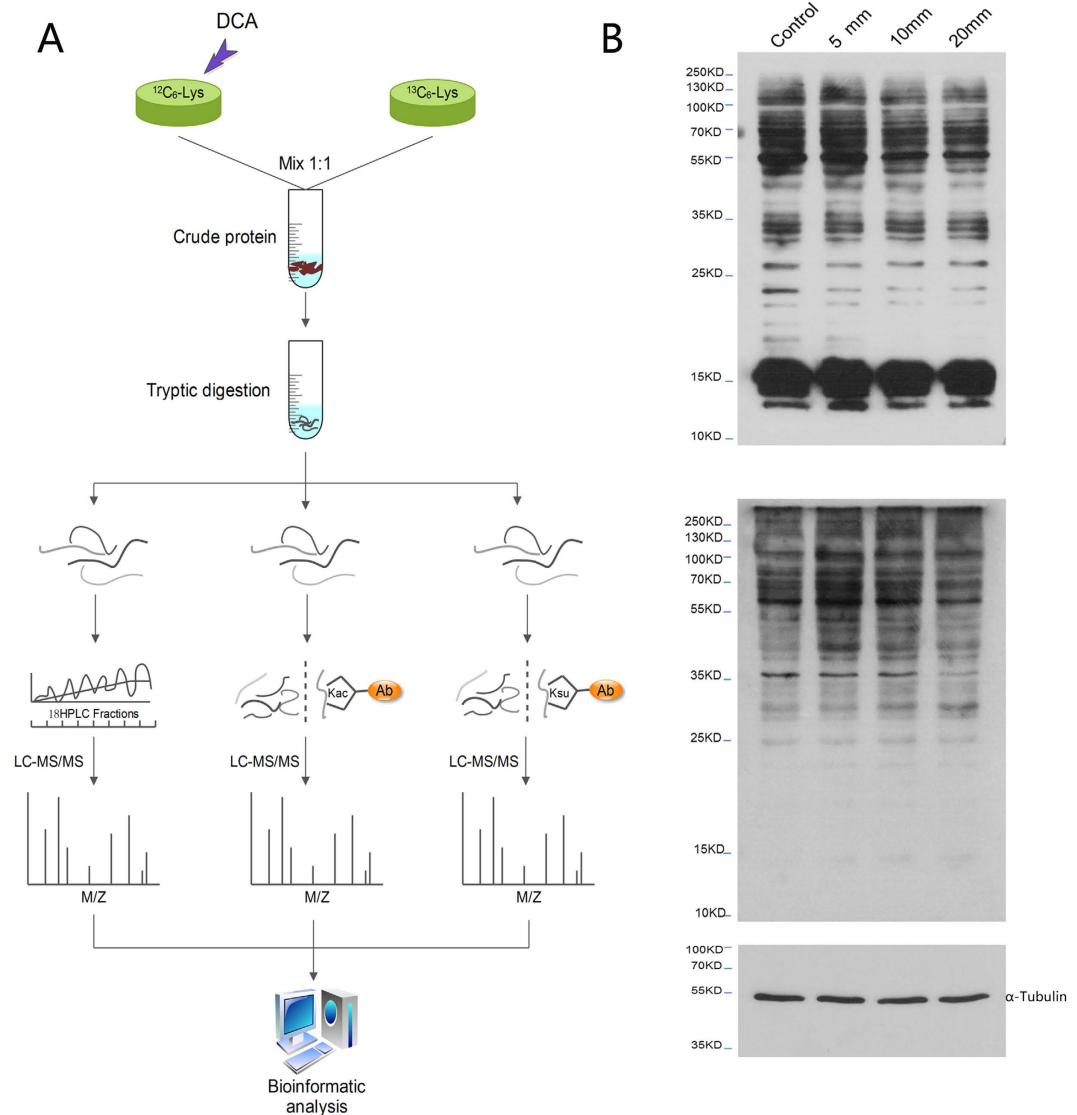 A
DCA
¹²C₆-Lys
¹³C₆-Lys
Mix 1:1
Crude protein
Tryptic digestion
18HPLC Fractions
Kac
Ab
Ksu
Ab
LC-MS/MS
LC-MS/MS
LC-MS/MS
M/Z
M/Z
M/Z
Bioinformatic
analysis
B
Control
5 mm
10mm
20mm
250KD
130KD
100KD
70KD
55KD
35KD
25KD
15KD
10KD
250KD
130KD
100KD
70KD
55KD
35KD
25KD
15KD
10KD
100KD
70KD
55KD
35KD
α-Tubulin